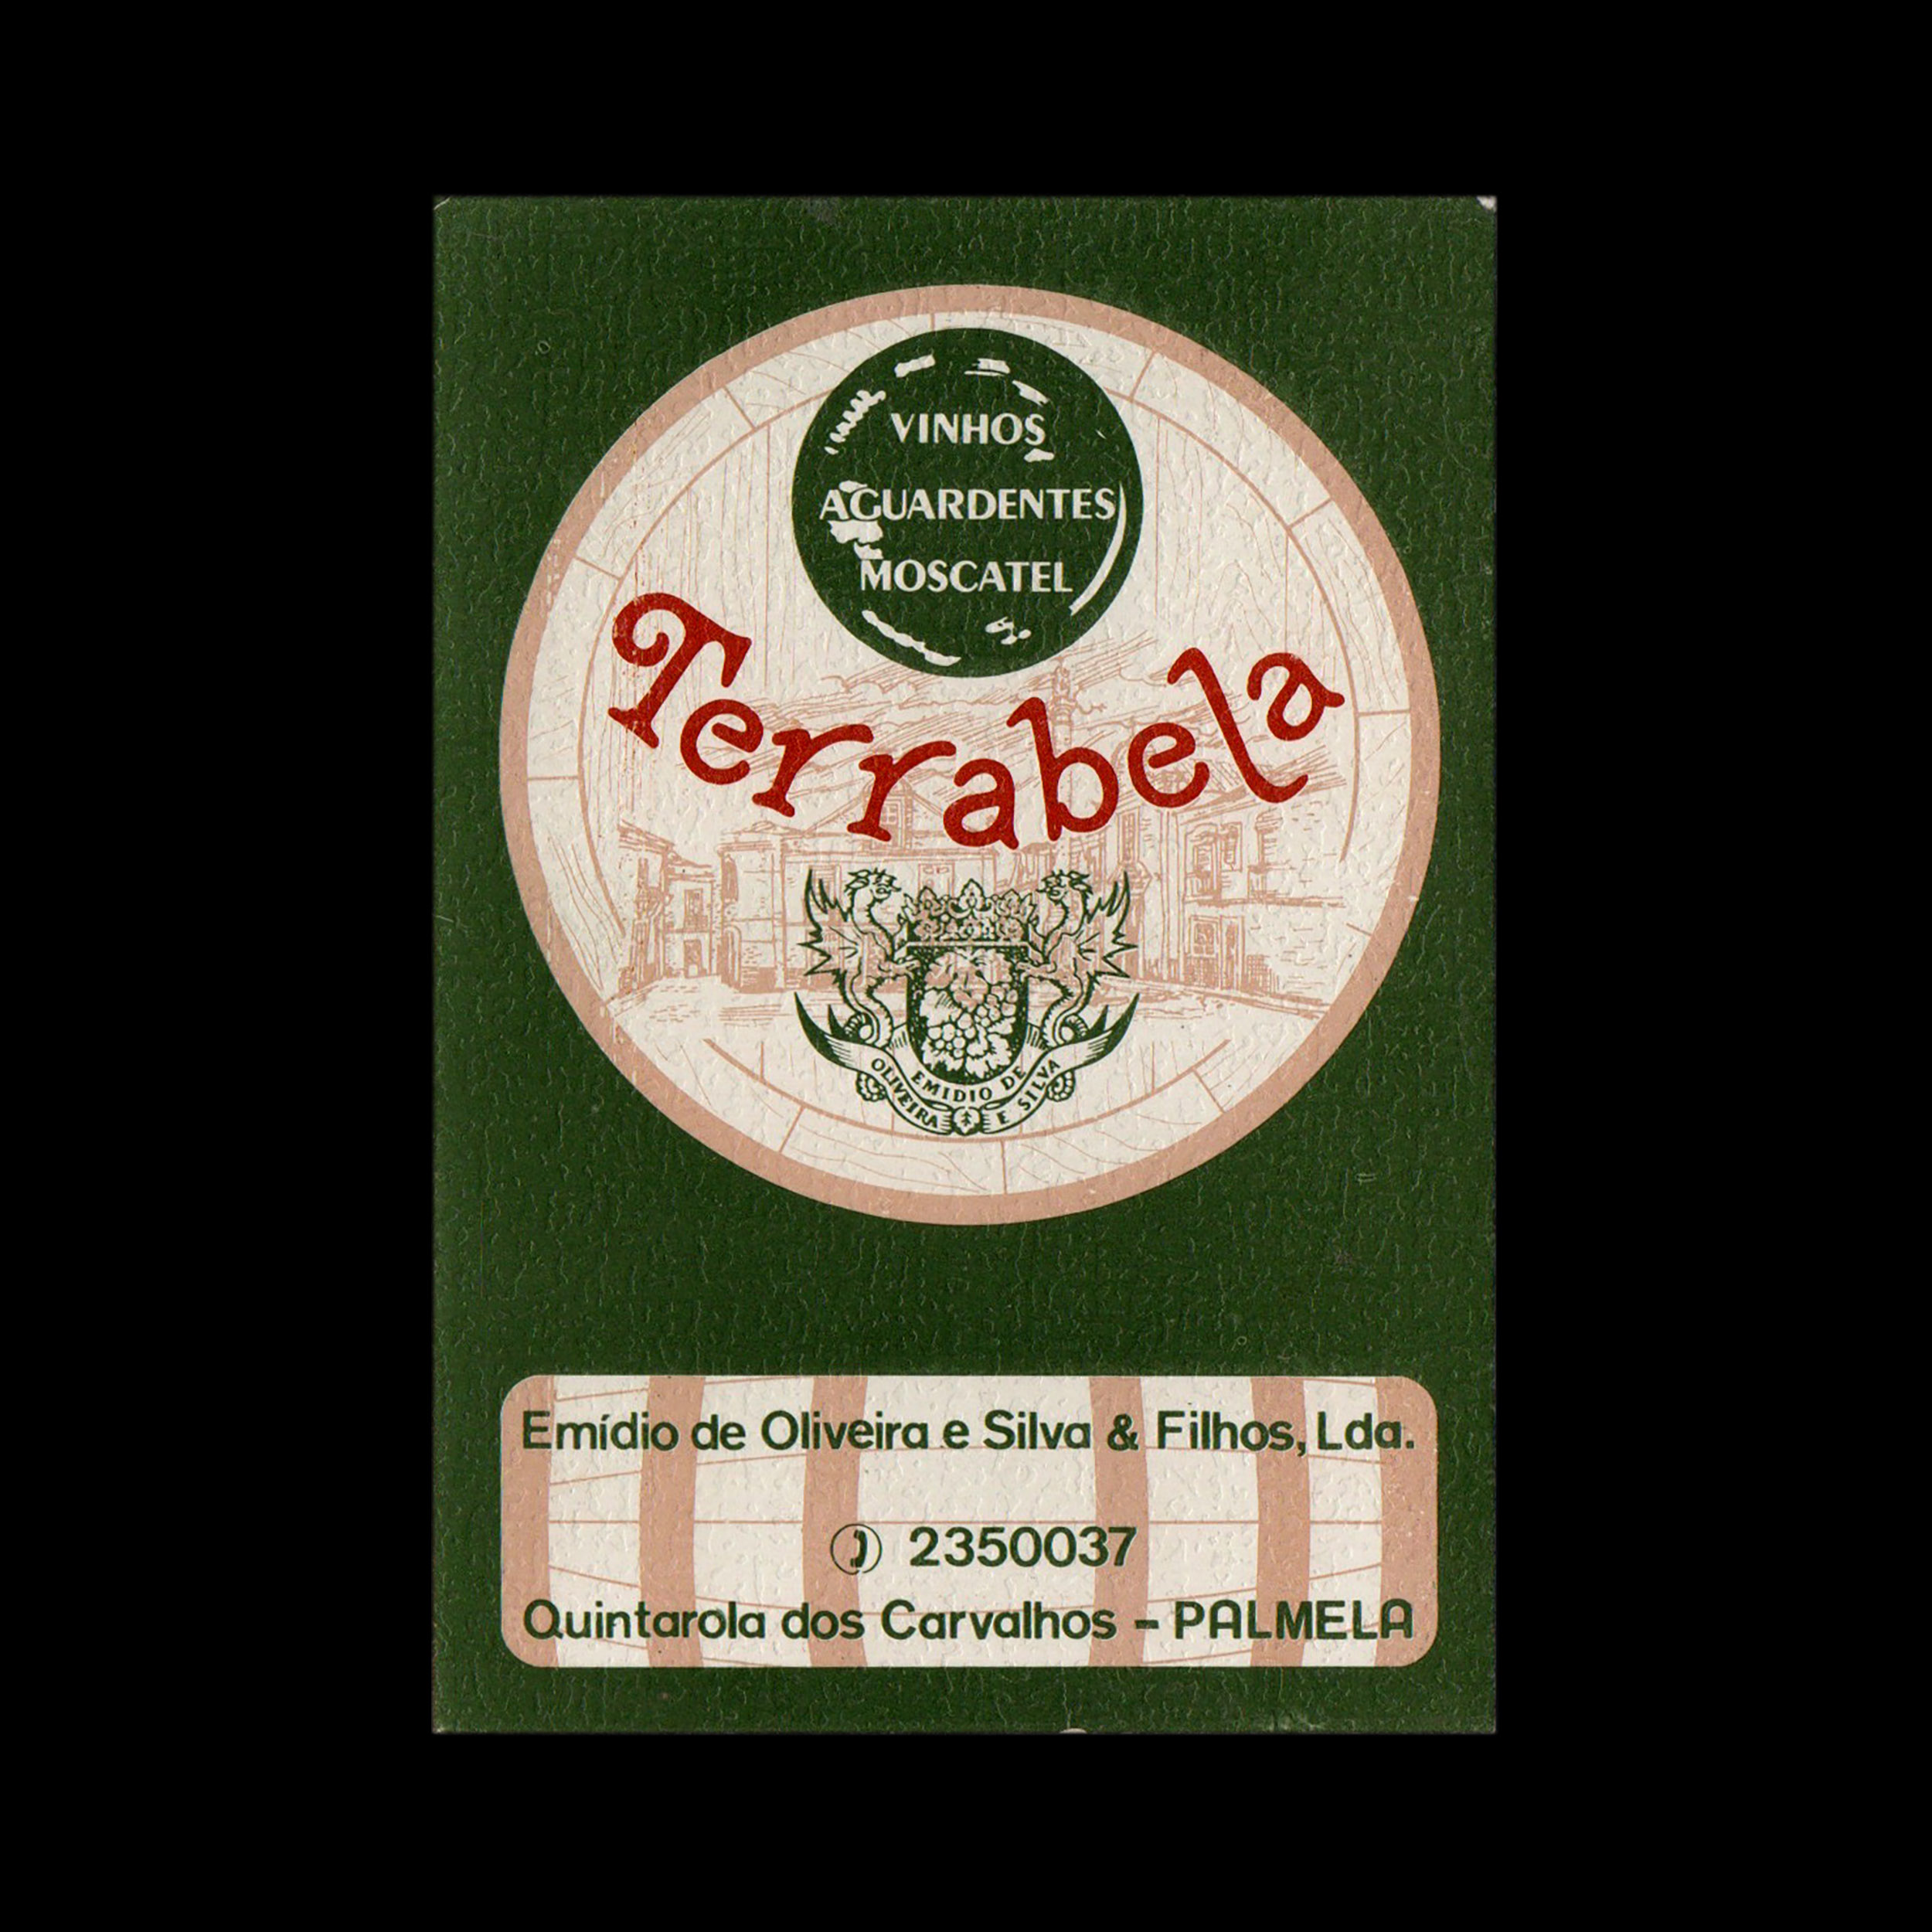 VINHOS
AGUARDENTES
MOSCATEL
Terrabela
EMIDIO DE
OLIVEIRA E SILVA
Emídio de Oliveira e Silva & Filhos, Lda.
2350037
Quintarola dos Carvalhos - PALMELA